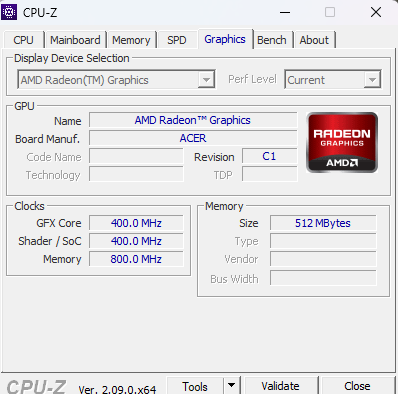 CPU-Z
CPU Mainboard Memory SPD Graphics Bench About
Display Device Selection
AMD Radeon(TM) Graphics Perf Level Current
GPU
Name AMD Radeon™ Graphics
Board Manuf. ACER
Code Name Revision C1
Technology TDP
RADEON
GRAPHICS
AMD
Clocks
GFX Core 400.0 MHz
Shader / SoC 400.0 MHz
Memory 800.0 MHz
Memory
Size 512 MBytes
Type
Vendor
Bus Width
CPU-Z Ver. 2.09.0.x64 Tools Validate Close